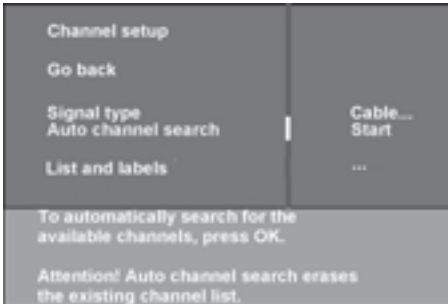 Channel setup
Go back
Signal type Cable...
Auto channel search Start
List and labels ...
To automatically search for the
available channels, press OK.
Attention! Auto channel search erases
the existing channel list.